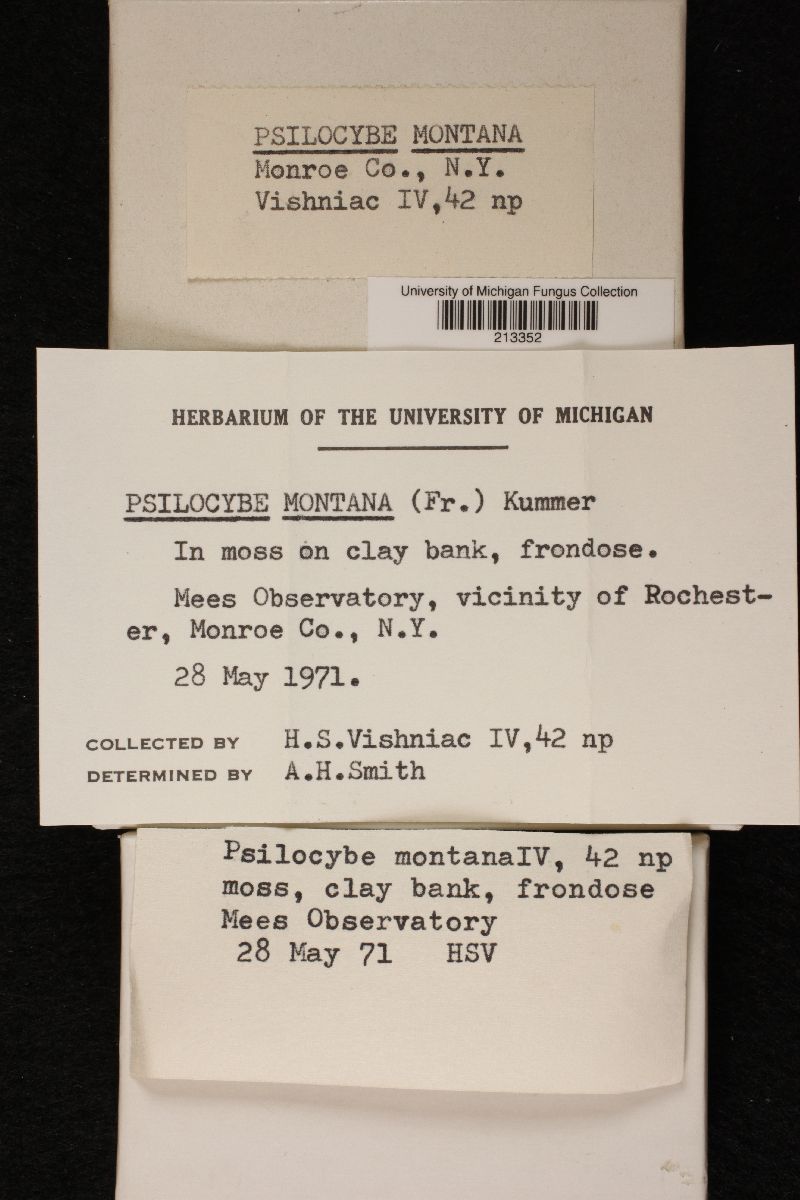 PSILOCYBE MONTANA
Monroe Co., N.Y.
Vishniac IV,42 np
University of Michigan Fungus Collection
213352
HERBARIUM OF THE UNIVERSITY OF MICHIGAN
PSILOCYBE MONTANA (Fr.) Kummer
In moss on clay bank, frondose.
Mees Observatory, vicinity of Rochest-
er, Monroe Co., N.Y.
28 May 1971.
COLLECTED BY H.S.Vishniac IV,42 np
DETERMINED BY A.H.Smith
Psilocybe montanaIV, 42 np
moss, clay bank, frondose
Mees Observatory
28 May 71 HSV